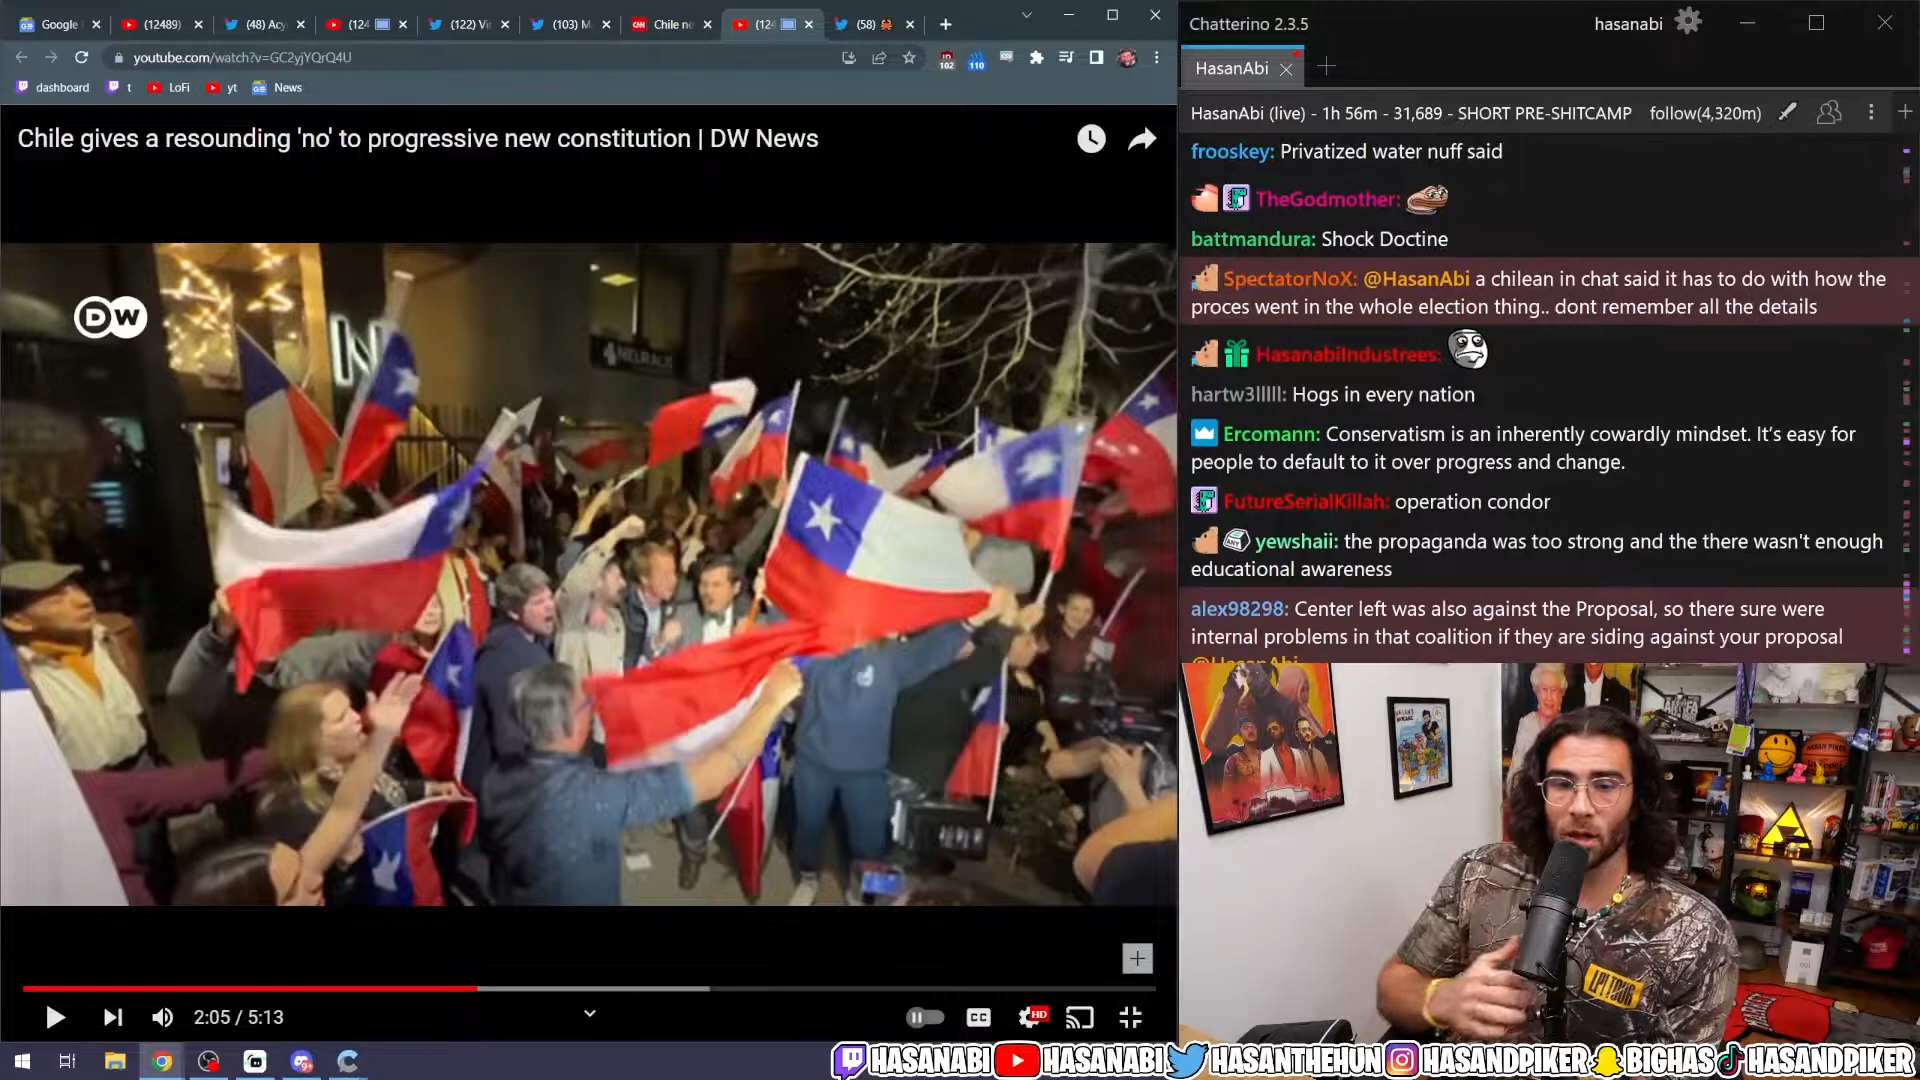 Google
(12489)
(48) Acy
(124
(122) Vi
(103) M
Chile ne
(12
(58)
youtube.com/watch?v=GC2yjYQrQ4U
102
110
dashboard
t
LoFi
yt
News
Chile gives a resounding 'no' to progressive new constitution | DW News
DW
N
NEURAL
2:05 / 5:13
CC
HD
Chatterino 2.3.5
hasanabi
HasanAbi
HasanAbi (live) - 1h 56m - 31,689 - SHORT PRE-SHITCAMP
follow(4,320m)
frooskey: Privatized water nuff said
TheGodmother:
battmandura: Shock Doctine
SpectatorNoX: @HasanAbi a chilean in chat said it has to do with how the
proces went in the whole election thing.. dont remember all the details
HasanabiIndustrees:
hartw3lllll: Hogs in every nation
Ercomann: Conservatism is an inherently cowardly mindset. It's easy for
people to default to it over progress and change.
FutureSerialKillah: operation condor
yewshaii: the propaganda was too strong and the there wasn't enough
educational awareness
alex98298: Center left was also against the Proposal, so there sure were
internal problems in that coalition if they are siding against your proposal
@HasanAbi
HASANABI
HASANABI
HASANTHEHUN
HASANDPIKER
BIGHAS
HASANDPIKER